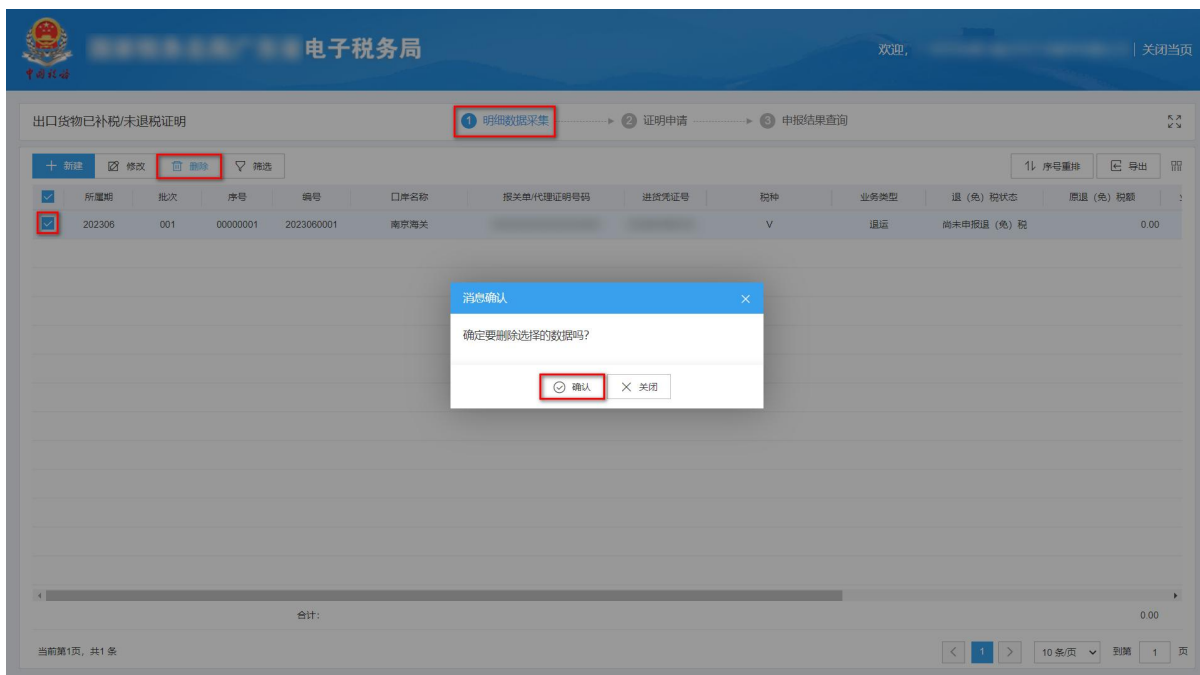 电子税务局
欢迎,
关闭当页
中国税务
出口货物已补税/未退税证明
1 明细数据采集
2 证明申请
3 申报结果查询
新建 修改 删除 筛选
序号重排 导出
所属期 批次 序号 编号 口岸名称 报关单/代理证明号码 进货凭证号 税种 业务类型 退（免）税状态 原退（免）税额
202306 001 00000001 2023060001 南京海关 V 退运 尚未申报退（免）税 0.00
消息确认
确定要删除选择的数据吗?
确认 关闭
合计: 0.00
当前第1页, 共1 条
1 10 条/页 到第 1 页